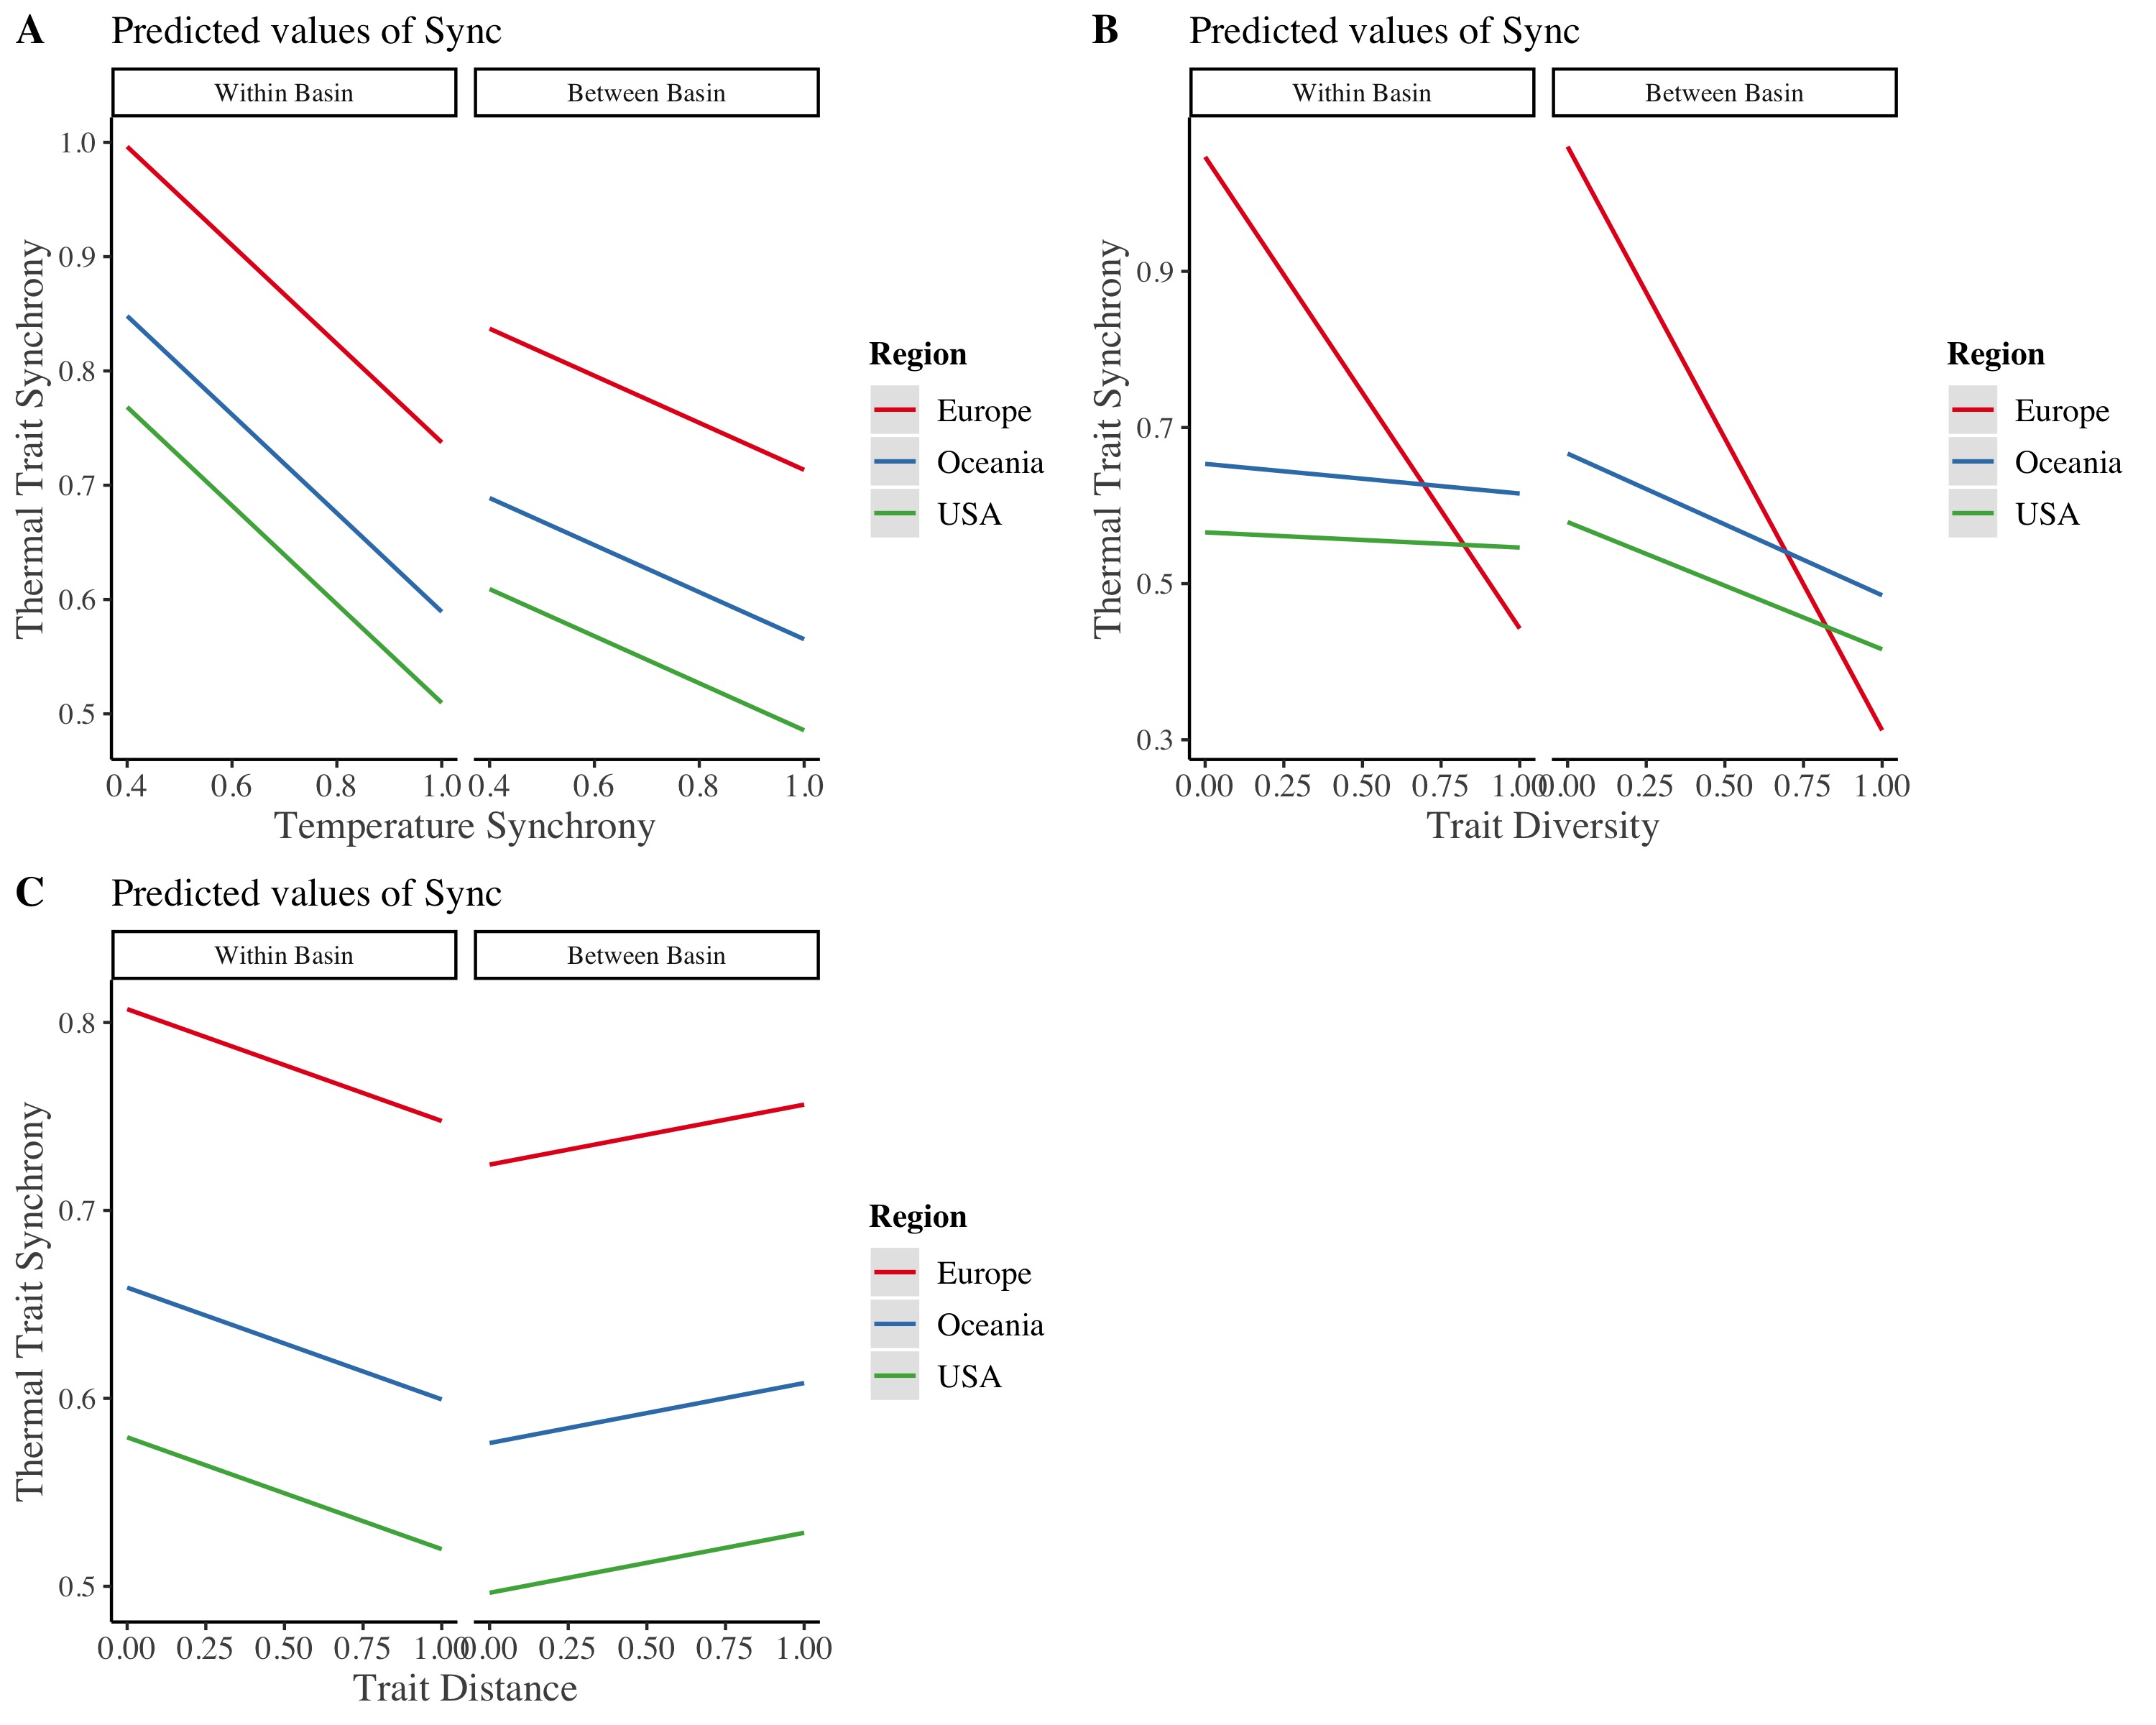 A Predicted values of Sync
Within Basin Between Basin
Thermal Trait Synchrony
1.0
0.9
0.8
0.7
0.6
0.5
0.4 0.6 0.8 1.0 0.4 0.6 0.8 1.0
Temperature Synchrony
Region
Europe
Oceania
USA
B Predicted values of Sync
Within Basin Between Basin
Thermal Trait Synchrony
0.9
0.7
0.5
0.3
0.00 0.25 0.50 0.75 1.00 0.00 0.25 0.50 0.75 1.00
Trait Diversity
Region
Europe
Oceania
USA
C Predicted values of Sync
Within Basin Between Basin
Thermal Trait Synchrony
0.8
0.7
0.6
0.5
0.00 0.25 0.50 0.75 1.00 0.00 0.25 0.50 0.75 1.00
Trait Distance
Region
Europe
Oceania
USA